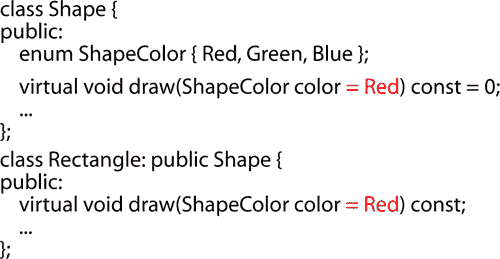 class Shape {
public:
enum ShapeColor { Red, Green, Blue };
virtual void draw(ShapeColor color = Red) const = 0;
...
};
class Rectangle: public Shape {
public:
virtual void draw(ShapeColor color = Red) const;
...
};